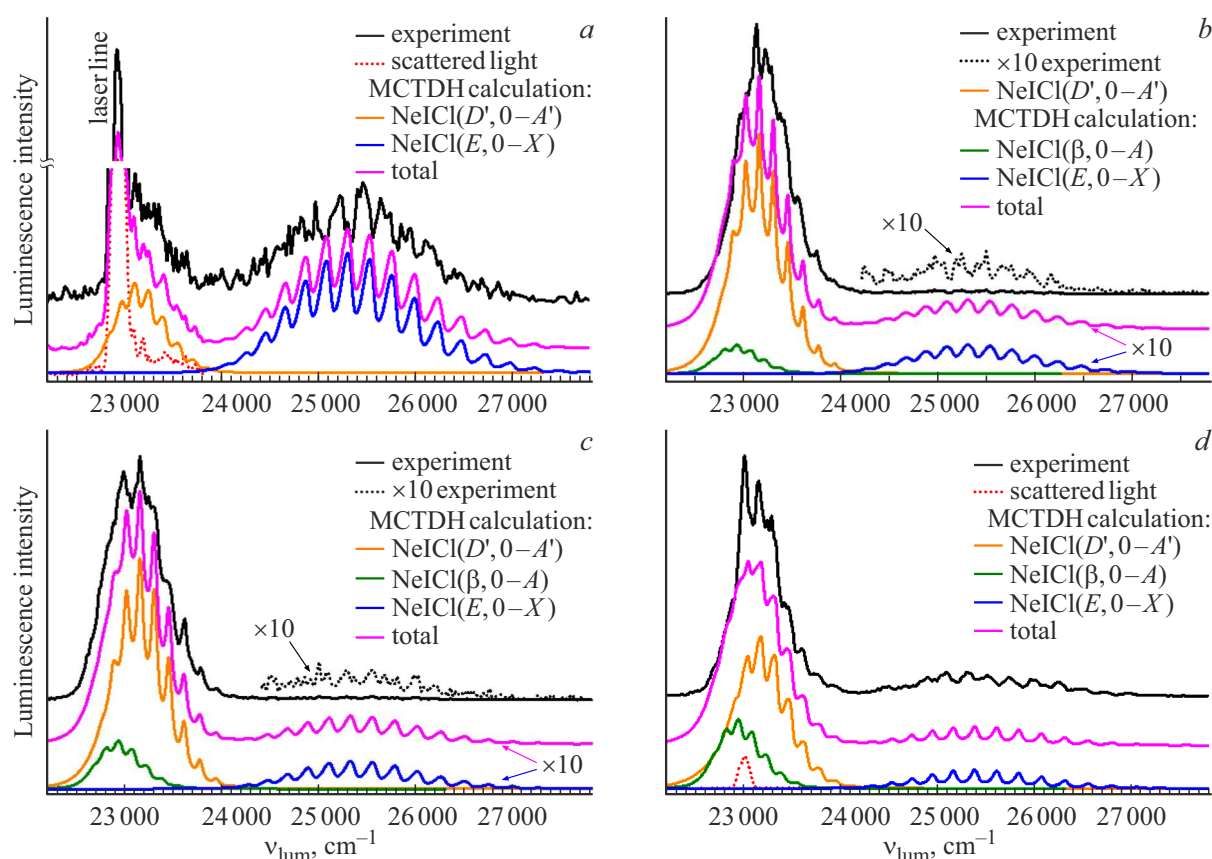 a
Luminescence intensity
laser line
experiment
scattered light
MCTDH calculation:
NeICl(D', 0–A')
NeICl(E, 0–X)
total
23 000 24 000 25 000 26 000 27 000
b
experiment
×10 experiment
NeICl(D', 0–A')
MCTDH calculation:
NeICl(β, 0–A)
NeICl(E, 0–X)
total
×10
×10
23 000 24 000 25 000 26 000 27 000
c
Luminescence intensity
experiment
×10 experiment
MCTDH calculation:
NeICl(D', 0–A')
NeICl(β, 0–A)
NeICl(E, 0–X)
total
×10
×10
23 000 24 000 25 000 26 000 27 000
ν_lum, cm⁻¹
d
experiment
scattered light
MCTDH calculation:
NeICl(D', 0–A')
NeICl(β, 0–A)
NeICl(E, 0–X)
total
23 000 24 000 25 000 26 000 27 000
ν_lum, cm⁻¹